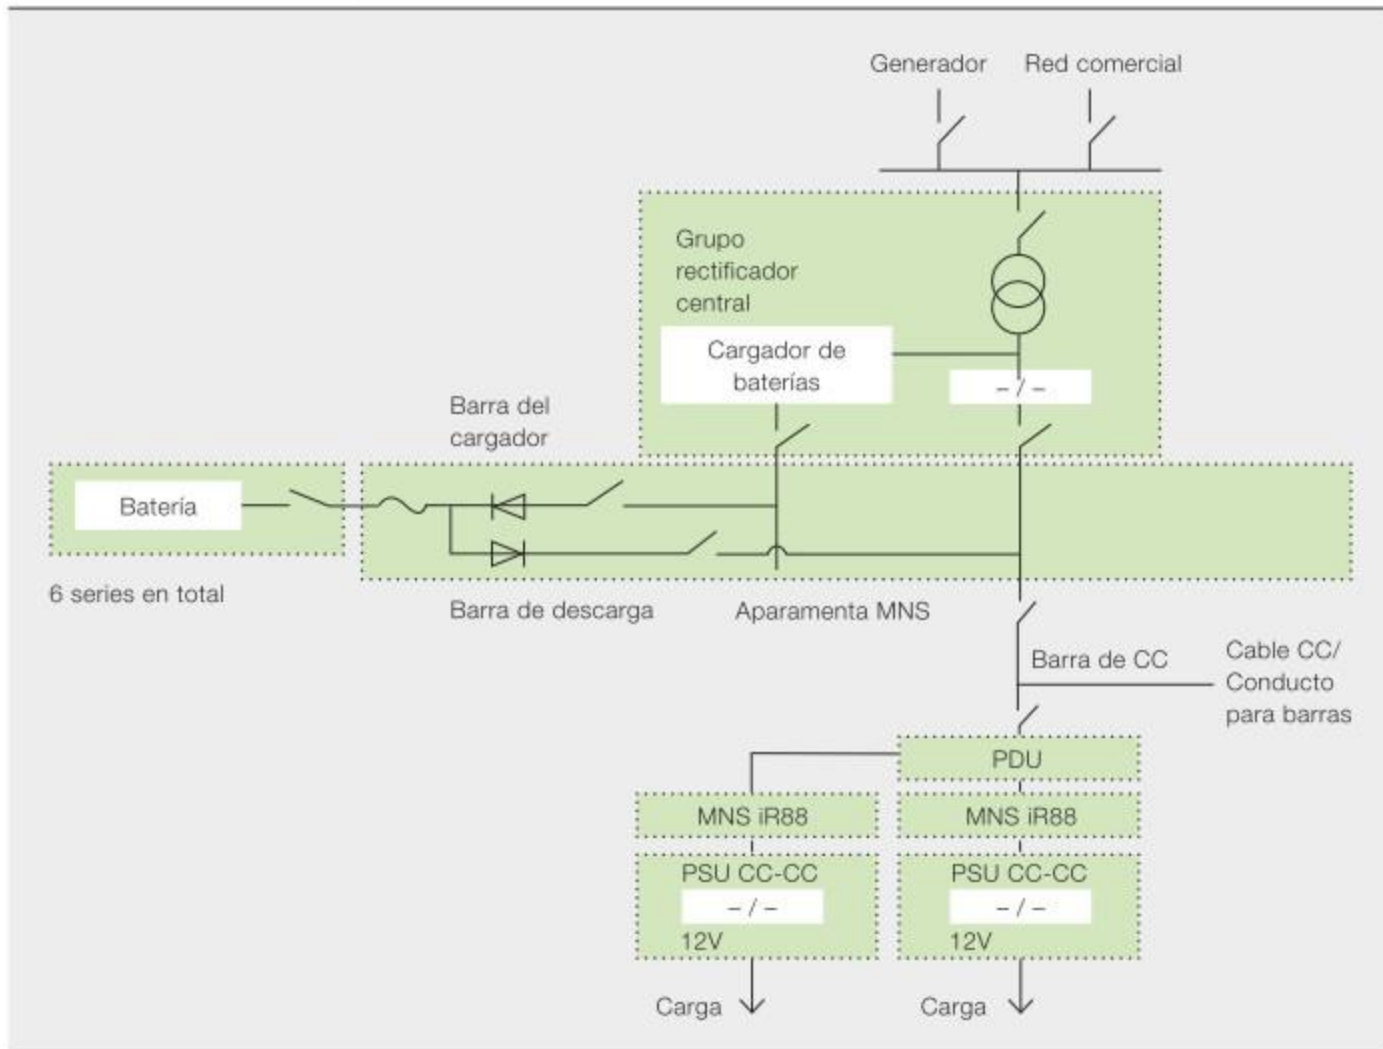 Generador
Red comercial
Grupo
rectificador
central
Cargador de
baterías
– / –
Barra del
cargador
Batería
6 series en total
Barra de descarga
Aparamenta MNS
Barra de CC
Cable CC/
Conducto
para barras
PDU
MNS iR88
MNS iR88
PSU CC-CC
– / –
12V
PSU CC-CC
– / –
12V
Carga
Carga